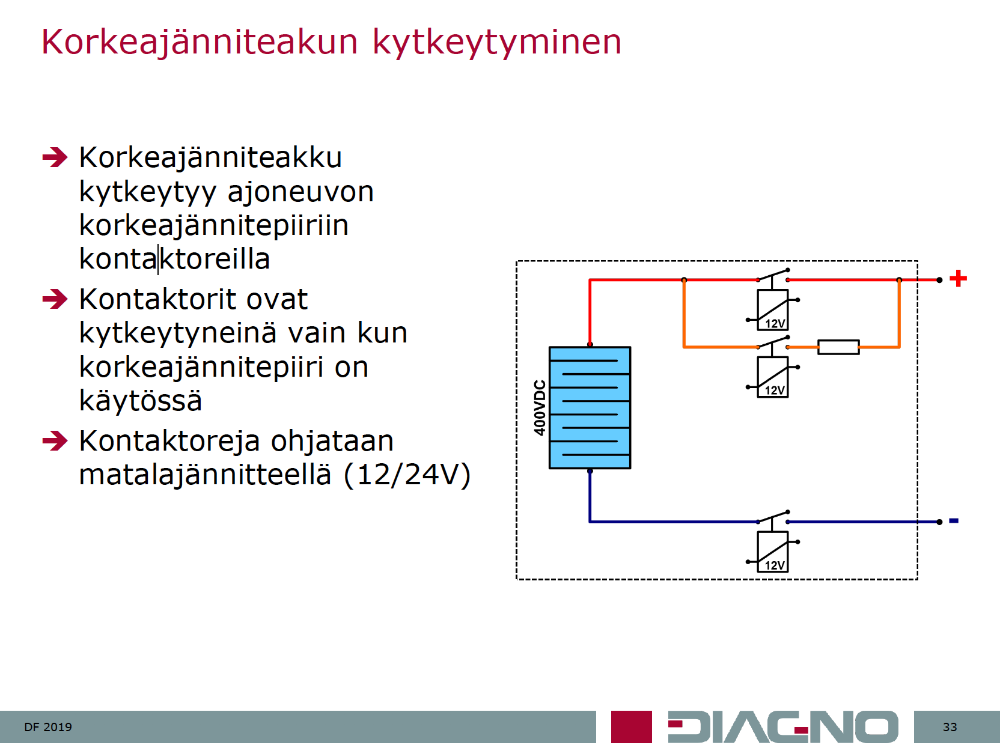 Korkeajänniteakun kytkeytyminen
Korkeajänniteakku
kytkeytyy ajoneuvon
korkeajännitepiiriin
kontaktoreilla
Kontaktorit ovat
kytkeytyneinä vain kun
korkeajännitepiiri on
käytössä
Kontaktoreja ohjataan
matalajännitteellä (12/24V)
+
12V
12V
400VDC
-
12V
DF 2019
DIAGNO
33